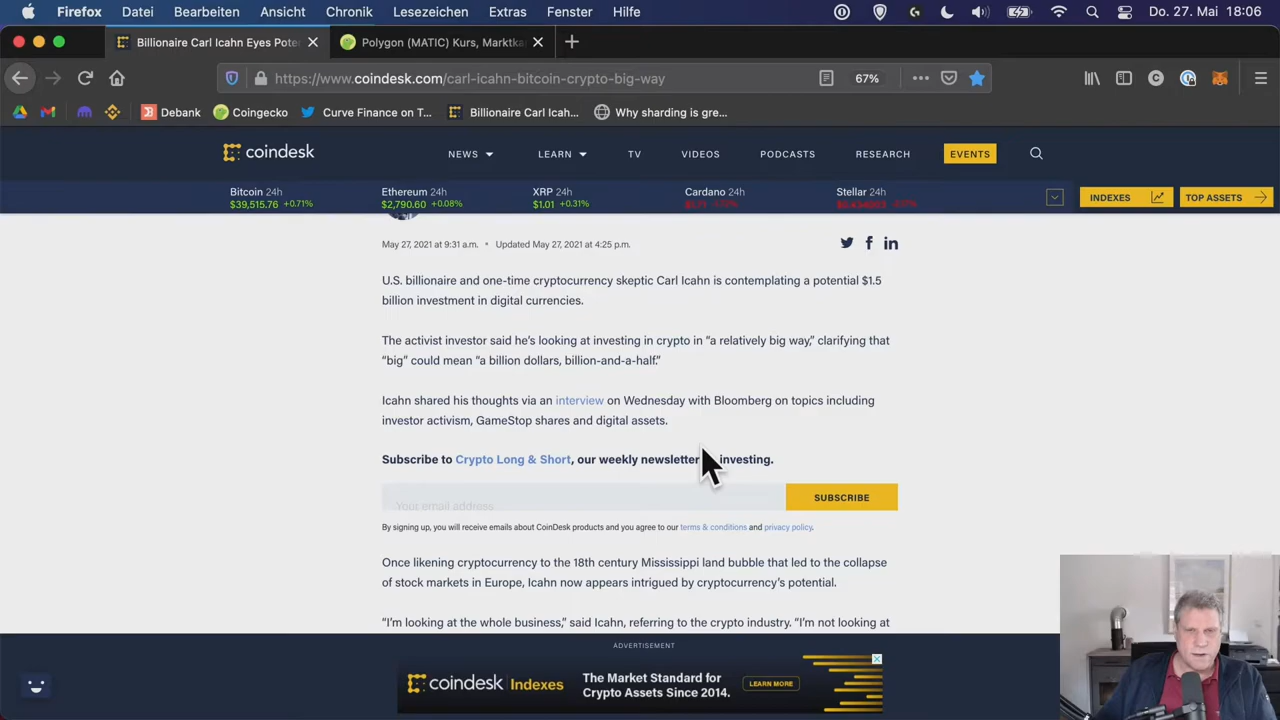 Firefox Datei Bearbeiten Ansicht Chronik Lesezeichen Extras Fenster Hilfe Do. 27. Mai 18:06
Billionaire Carl Icahn Eyes Pote Polygon (MATIC) Kurs, Marktka
https://www.coindesk.com/carl-icahn-bitcoin-crypto-big-way 67%
Debank Coingecko Curve Finance on T... Billionaire Carl Icah... Why sharding is gre...
coindesk NEWS LEARN TV VIDEOS PODCASTS RESEARCH EVENTS
Bitcoin 24h Ethereum 24h XRP 24h Cardano 24h Stellar 24h
$39,515.76 +0.71% $2,790.60 +0.08% $1.01 +0.31% INDEXES TOP ASSETS
May 27, 2021 at 9:31 a.m. • Updated May 27, 2021 at 4:25 p.m.
U.S. billionaire and one-time cryptocurrency skeptic Carl Icahn is contemplating a potential $1.5
billion investment in digital currencies.
The activist investor said he's looking at investing in crypto in “a relatively big way,” clarifying that
“big” could mean “a billion dollars, billion-and-a-half.”
Icahn shared his thoughts via an interview on Wednesday with Bloomberg on topics including
investor activism, GameStop shares and digital assets.
Subscribe to Crypto Long & Short, our weekly newsletter investing.
Your email address SUBSCRIBE
By signing up, you will receive emails about CoinDesk products and you agree to our terms & conditions and privacy policy.
Once likening cryptocurrency to the 18th century Mississippi land bubble that led to the collapse
of stock markets in Europe, Icahn now appears intrigued by cryptocurrency's potential.
“I'm looking at the whole business,” said Icahn, referring to the crypto industry. “I'm not looking at
ADVERTISEMENT
coindesk Indexes The Market Standard for
Crypto Assets Since 2014. LEARN MORE